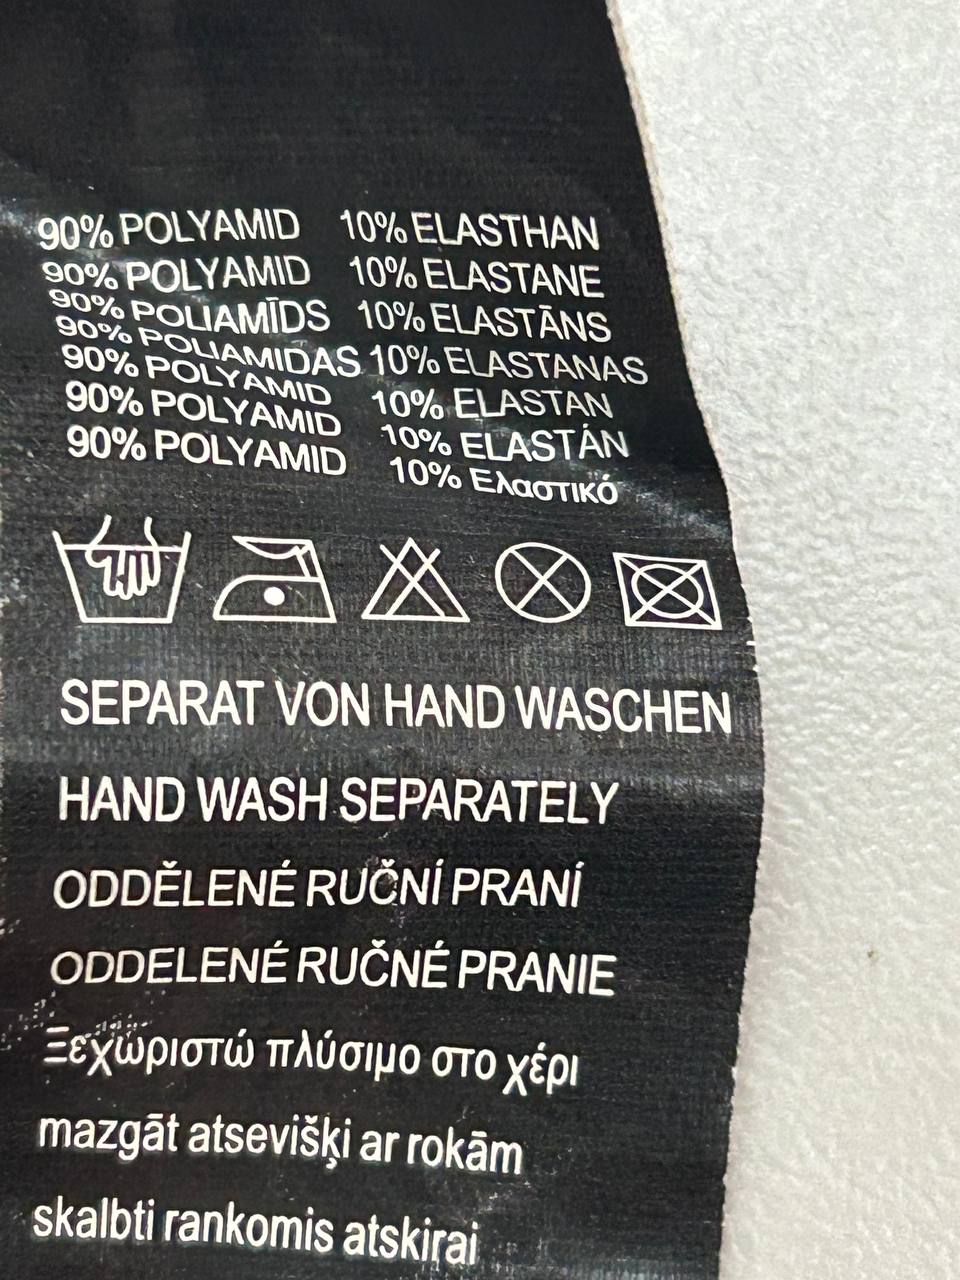 90% POLYAMID 10% ELASTHAN
90% POLYAMID 10% ELASTANE
90% POLIAMĪDS 10% ELASTĀNS
90% POLIAMIDAS 10% ELASTANAS
90% POLYAMID 10% ELASTAN
90% POLYAMID 10% ELASTÁN
90% POLYAMID 10% Ελαστικό
SEPARAT VON HAND WASCHEN
HAND WASH SEPARATELY
ODDĚLENÉ RUČNÍ PRANÍ
ODDELENÉ RUČNÉ PRANIE
Ξεχωριστώ πλύσιμο στο χέρι
mazgāt atsevišķi ar rokām
skalbti rankomis atskirai